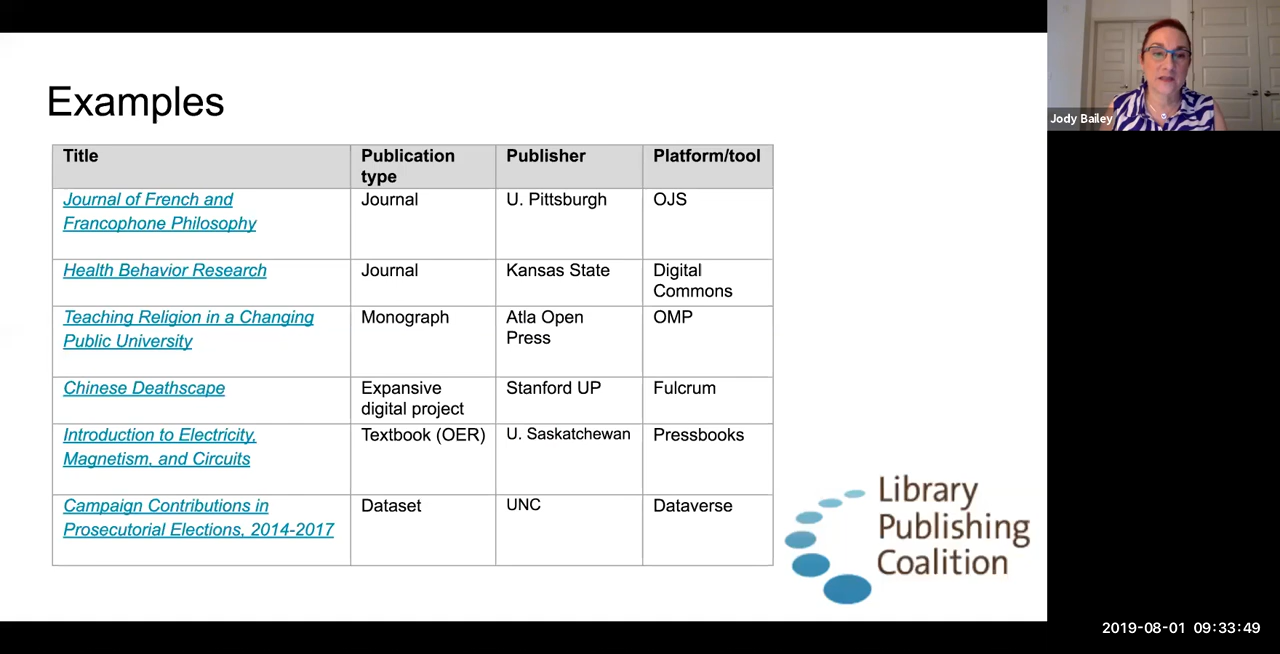 Examples
Title
Publication
type
Publisher
Platform/tool
Journal of French and
Francophone Philosophy
Journal
U. Pittsburgh
OJS
Health Behavior Research
Journal
Kansas State
Digital
Commons
Teaching Religion in a Changing
Public University
Monograph
Atla Open
Press
OMP
Chinese Deathscape
Expansive
digital project
Stanford UP
Fulcrum
Introduction to Electricity,
Magnetism, and Circuits
Textbook (OER)
U. Saskatchewan
Pressbooks
Campaign Contributions in
Prosecutorial Elections, 2014-2017
Dataset
UNC
Dataverse
Library
Publishing
Coalition
Jody Bailey
2019-08-01 09:33:49